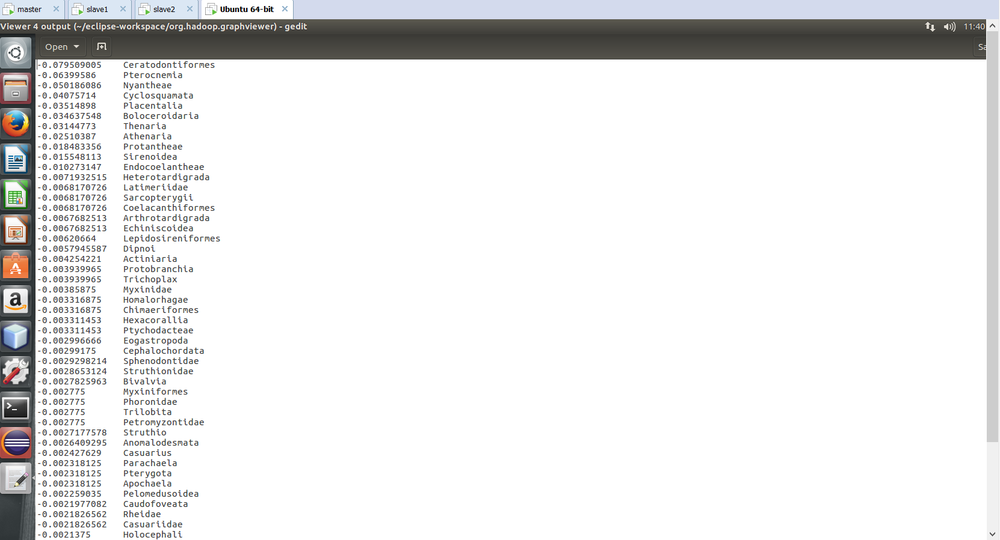 master slave1 slave2 Ubuntu 64-bit
Viewer 4 output (~/eclipse-workspace/org.hadoop.graphviewer) - gedit 11:40
Open Sa
-0.079509005 Ceratodontiformes
-0.06399586 Pterocnemia
-0.050186086 Nyantheae
-0.04075714 Cyclosquamata
-0.03514898 Placentalia
-0.034637548 Boloceroidaria
-0.03144773 Thenaria
-0.02510387 Athenaria
-0.018483356 Protantheae
-0.015548113 Sirenoidea
-0.010273147 Endocoelantheae
-0.0071932515 Heterotardigrada
-0.0068170726 Latimeriidae
-0.0068170726 Sarcopterygii
-0.0068170726 Coelacanthiformes
-0.0067682513 Arthrotardigrada
-0.0067682513 Echiniscoidea
-0.00620664 Lepidosireniformes
-0.0057945587 Dipnoi
-0.004254221 Actiniaria
-0.003939965 Protobranchia
-0.003939965 Trichoplax
-0.00385875 Myxinidae
-0.003316875 Homalorhagae
-0.003316875 Chimaeriformes
-0.003311453 Hexacorallia
-0.003311453 Ptychodacteae
-0.002996666 Eogastropoda
-0.00299175 Cephalochordata
-0.0029298214 Sphenodontidae
-0.0028653124 Struthionidae
-0.0027825963 Bivalvia
-0.002775 Myxiniformes
-0.002775 Phoronidae
-0.002775 Trilobita
-0.002775 Petromyzontidae
-0.0027177578 Struthio
-0.0026409295 Anomalodesmata
-0.002427629 Casuarius
-0.002318125 Parachaela
-0.002318125 Pterygota
-0.002318125 Apochaela
-0.002259035 Pelomedusoidea
-0.0021977082 Caudofoveata
-0.0021826562 Rheidae
-0.0021826562 Casuariidae
-0.0021375 Holocephali